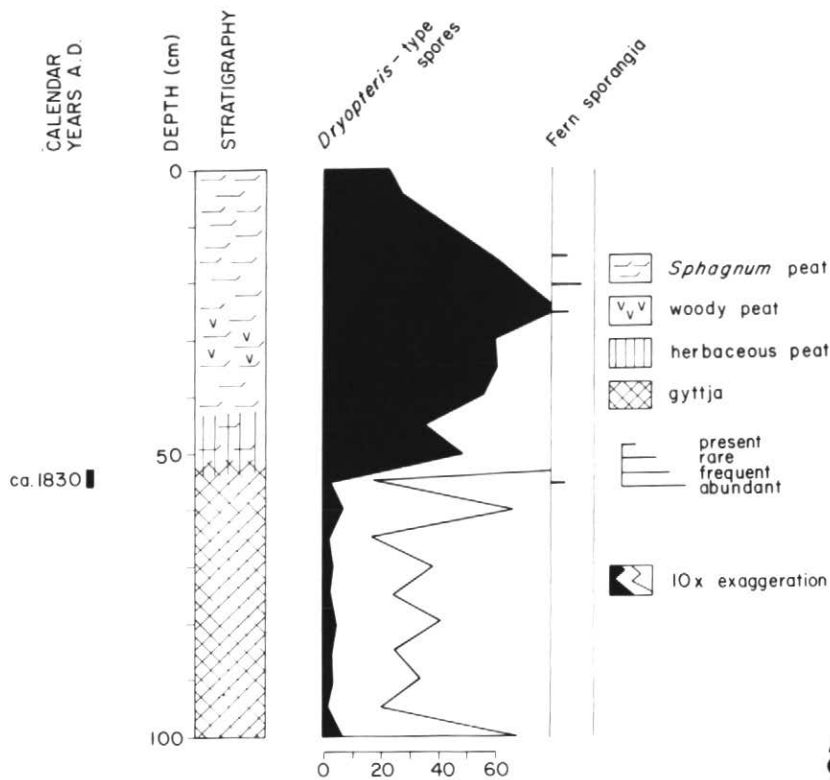 CALENDAR
YEARS A.D.
DEPTH (cm)
STRATIGRAPHY
Dryopteris-type
spores
Fern sporangia
0
50
100
ca. 1830
Sphagnum peat
woody peat
herbaceous peat
gyttja
present
rare
frequent
abundant
10x exaggeration
0 20 40 60